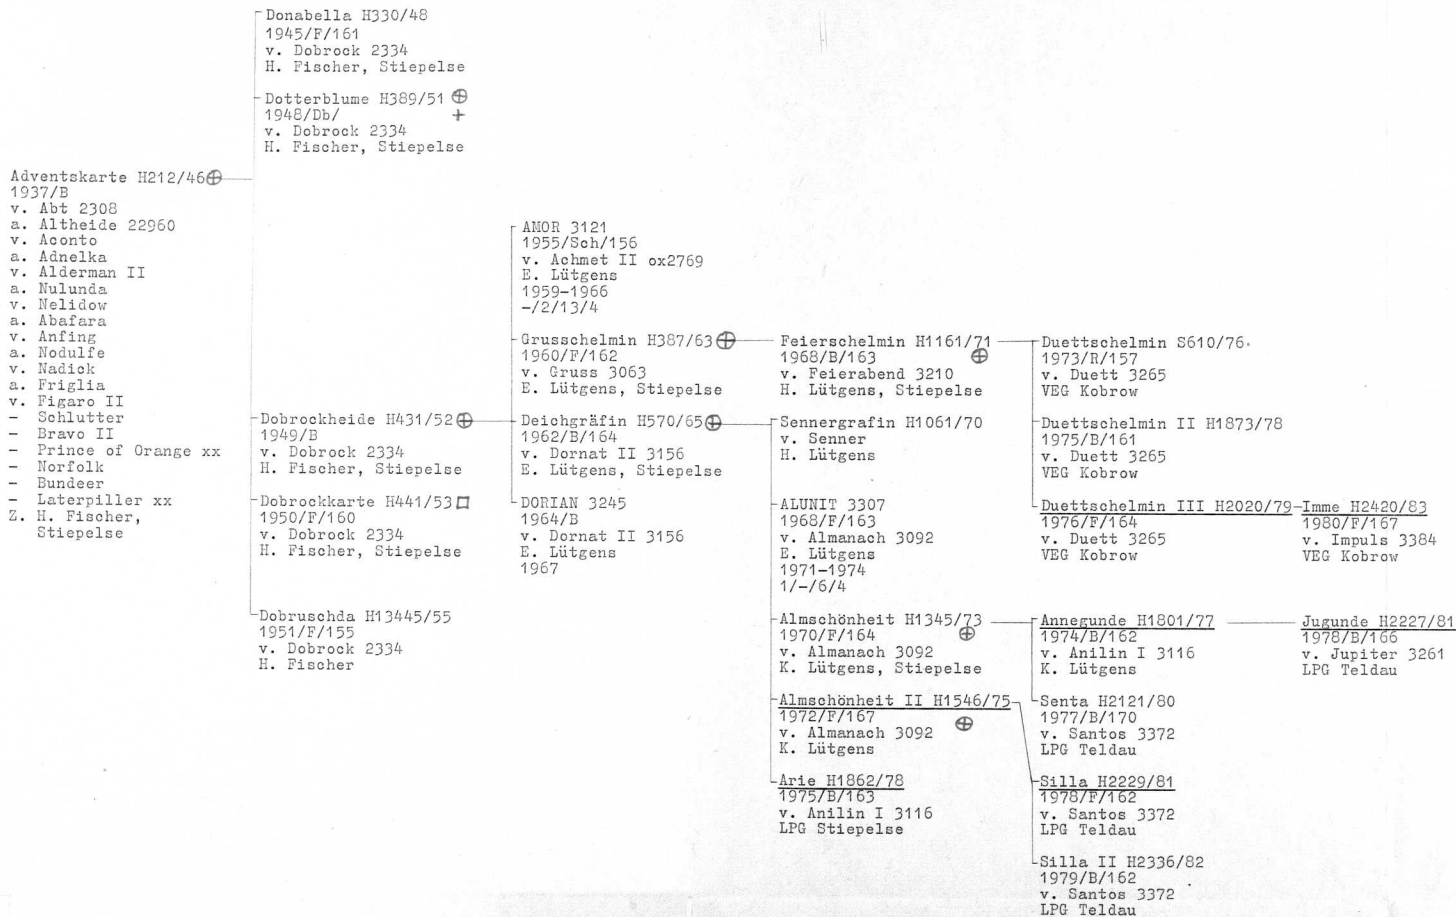 Adventskarte H212/46
1937/B
v. Abt 2308
a. Altheide 22960
v. Aconto
a. Adnelka
v. Alderman II
a. Nulunda
v. Nelidow
a. Abafara
v. Anfing
a. Nodulfe
v. Nadick
a. Friglia
v. Figaro II
- Schlutter
- Bravo II
- Prince of Orange xx
- Norfolk
- Bundeer
- Laterpiller xx
Z. H. Fischer,
Stiepelse
Donabella H330/48
1945/F/161
v. Dobrock 2334
H. Fischer, Stiepelse
Dotterblume H389/51
1948/Db/
v. Dobrock 2334
H. Fischer, Stiepelse
Dobrockheide H431/52
1949/B
v. Dobrock 2334
H. Fischer, Stiepelse
Dobrockkarte H441/53
1950/F/160
v. Dobrock 2334
H. Fischer, Stiepelse
Dobruschda H13445/55
1951/F/155
v. Dobrock 2334
H. Fischer
AMOR 3121
1955/Sch/156
v. Achmet II ox2769
E. Lütgens
1959-1966
-/2/13/4
Grusschelmin H387/63
1960/F/162
v. Gruss 3063
E. Lütgens, Stiepelse
Deichgräfin H570/65
1962/B/164
v. Dornat II 3156
E. Lütgens, Stiepelse
DORIAN 3245
1964/B
v. Dornat II 3156
E. Lütgens
1967
Feierschelmin H1161/71
1968/B/163
v. Feierabend 3210
H. Lütgens, Stiepelse
Sennergrafin H1061/70
v. Senner
H. Lütgens
ALUNIT 3307
1968/F/163
v. Almanach 3092
E. Lütgens
1971-1974
1/-/6/4
Almschönheit H1345/73
1970/F/164
v. Almanach 3092
K. Lütgens, Stiepelse
Almschönheit II H1546/75
1972/F/167
v. Almanach 3092
K. Lütgens
Arie H1862/78
1975/B/163
v. Anilin I 3116
LPG Stiepelse
Duettschelmin S610/76
1973/R/157
v. Duett 3265
VEG Kobrow
Duettschelmin II H1873/78
1975/B/161
v. Duett 3265
VEG Kobrow
Duettschelmin III H2020/79
1976/F/164
v. Duett 3265
VEG Kobrow
Annegunde H1801/77
1974/B/162
v. Anilin I 3116
K. Lütgens
Senta H2121/80
1977/B/170
v. Santos 3372
LPG Teldau
Silla H2229/81
1978/F/162
v. Santos 3372
LPG Teldau
Silla II H2336/82
1979/B/162
v. Santos 3372
LPG Teldau
Imme H2420/83
1980/F/167
v. Impuls 3384
VEG Kobrow
Jugunde H2227/81
1978/B/166
v. Jupiter 3261
LPG Teldau